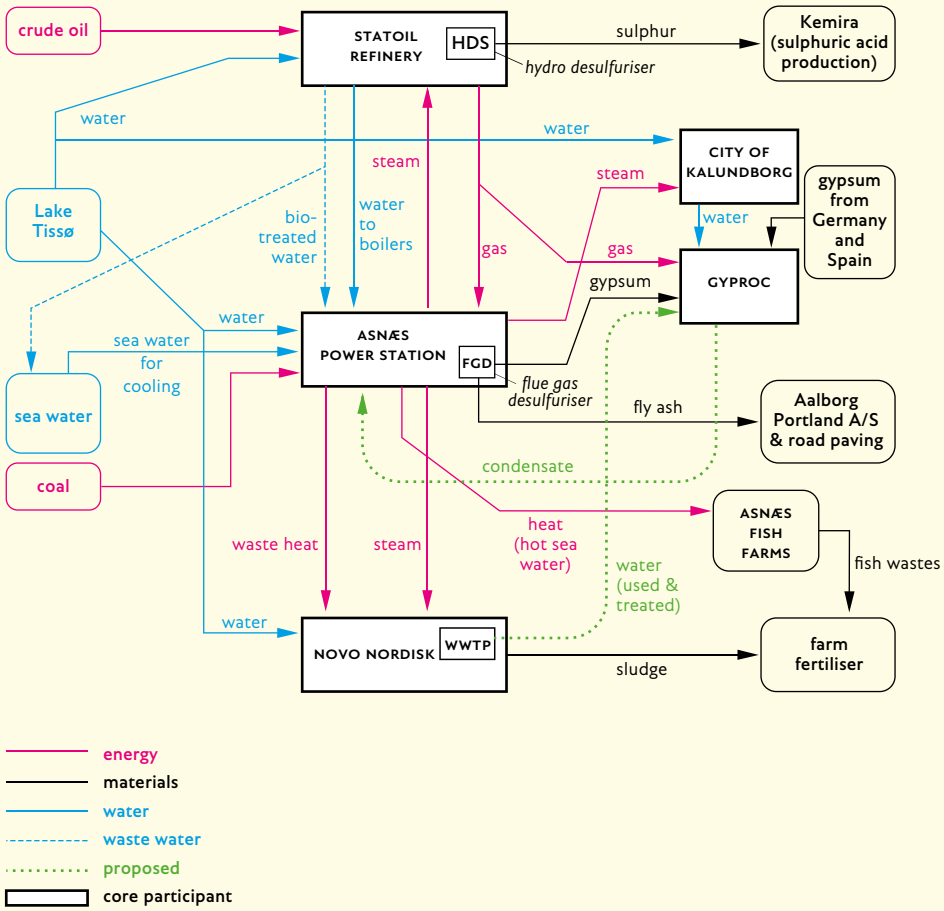 crude oil
STATOIL
REFINERY
HDS
sulphur
hydro desulfuriser
Kemira
(sulphuric acid
production)
water
water
steam
CITY OF
KALUNDBORG
steam
gypsum
from
Germany
and
Spain
Lake
Tissø
bio-
treated
water
water
to
boilers
gas
water
gas
GYPROC
gypsum
water
sea water
for
cooling
ASNÆS
POWER STATION
FGD
flue gas
desulfuriser
sea water
fly ash
Aalborg
Portland A/S
& road paving
condensate
coal
waste heat
steam
heat
(hot sea
water)
ASNÆS
FISH
FARMS
fish wastes
water
(used &
treated)
water
NOVO NORDISK
WWTP
sludge
farm
fertiliser
energy
materials
water
waste water
proposed
core participant